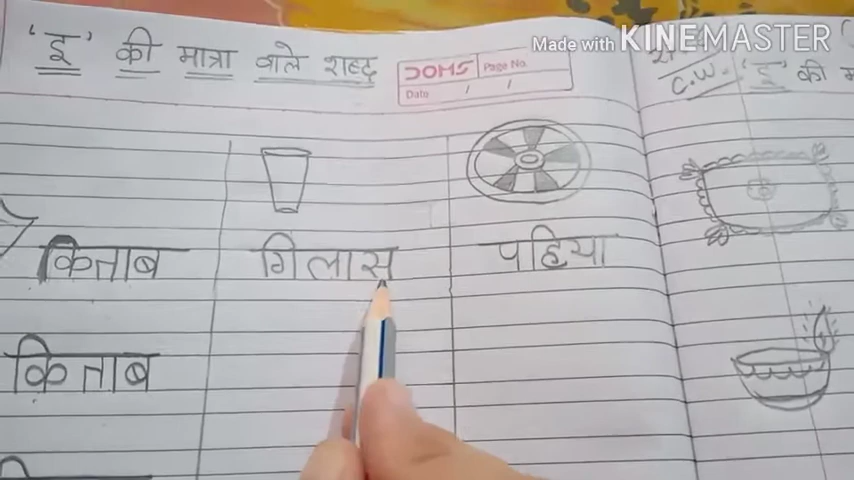 'इ' की मात्रा वाले शब्द
DOMS Page No.
Date / /
Made with KINEMASTER
C.W. 'इ' की
किताब गिलास पहिया
किताब